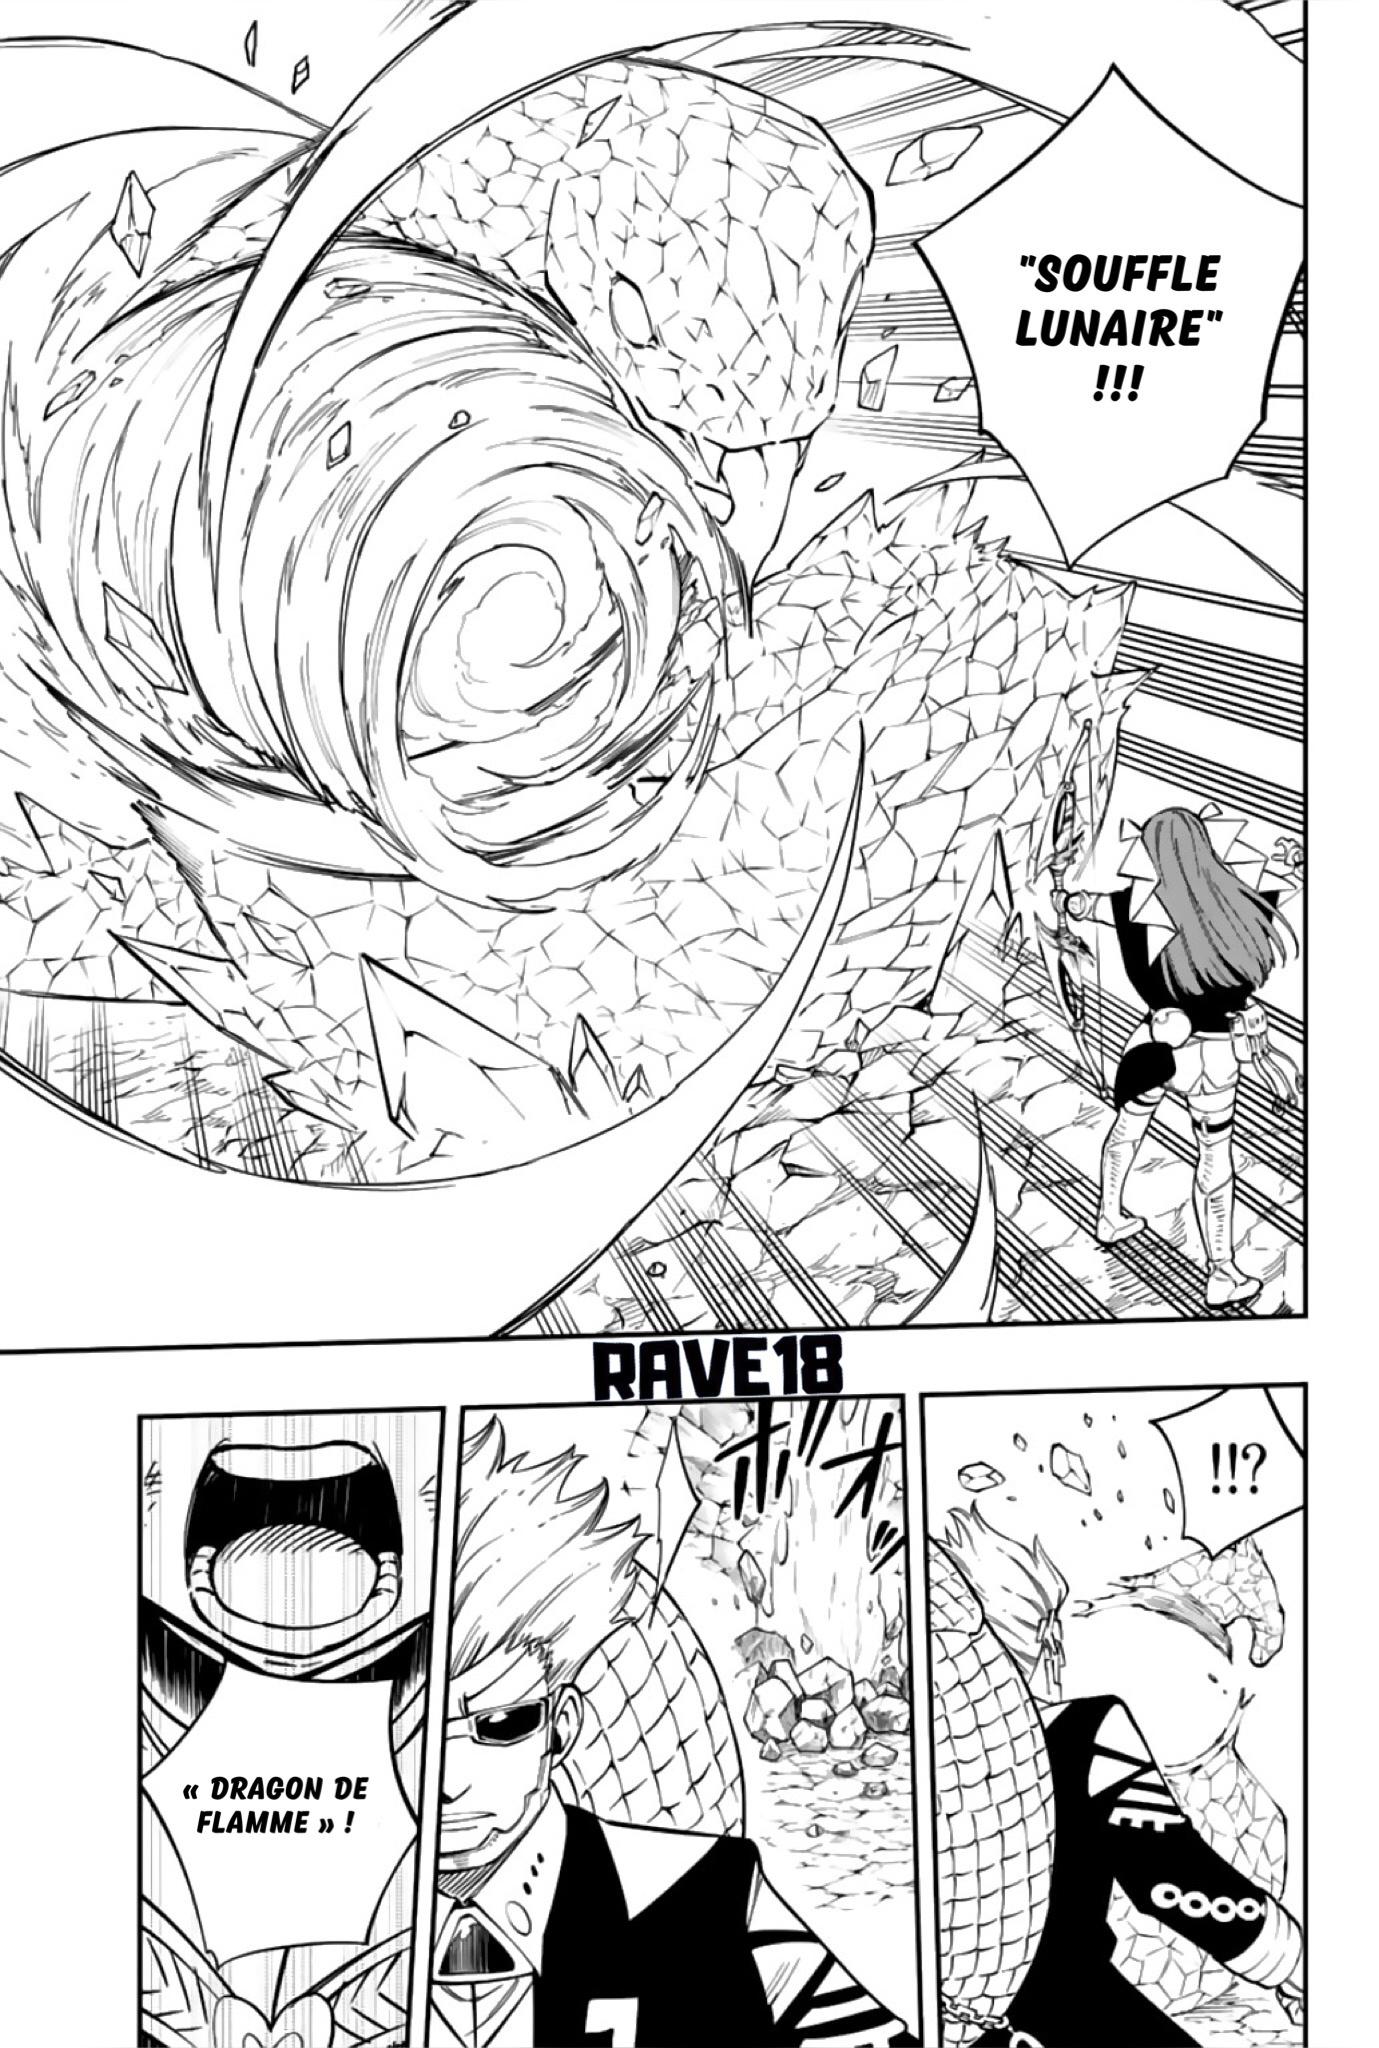 "SOUFFLE
LUNAIRE"
!!!
RAVE18
!!?
« DRAGON DE
FLAMME » !